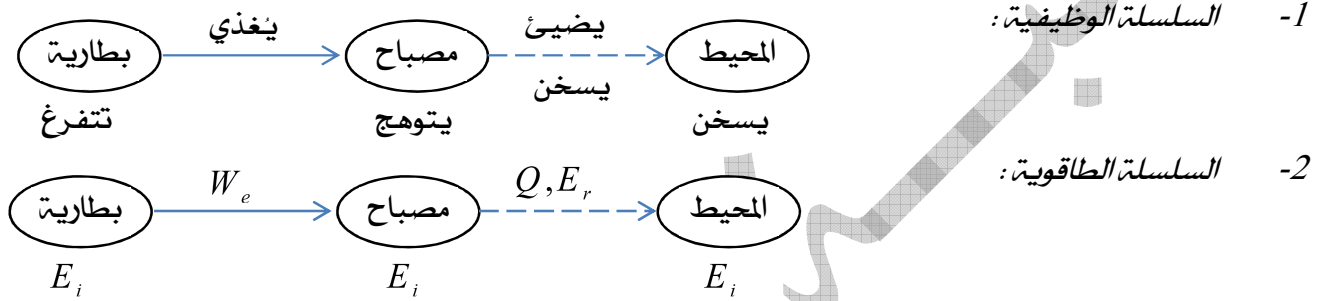 1- السلسلة الوظيفية :
بطارية يُغذي مصباح يضيئ يسخن المحيط
تتفرغ يتوهج يسخن
2- السلسلة الطاقوية :
بطارية W_e مصباح Q , E_r المحيط
E_i E_i E_i